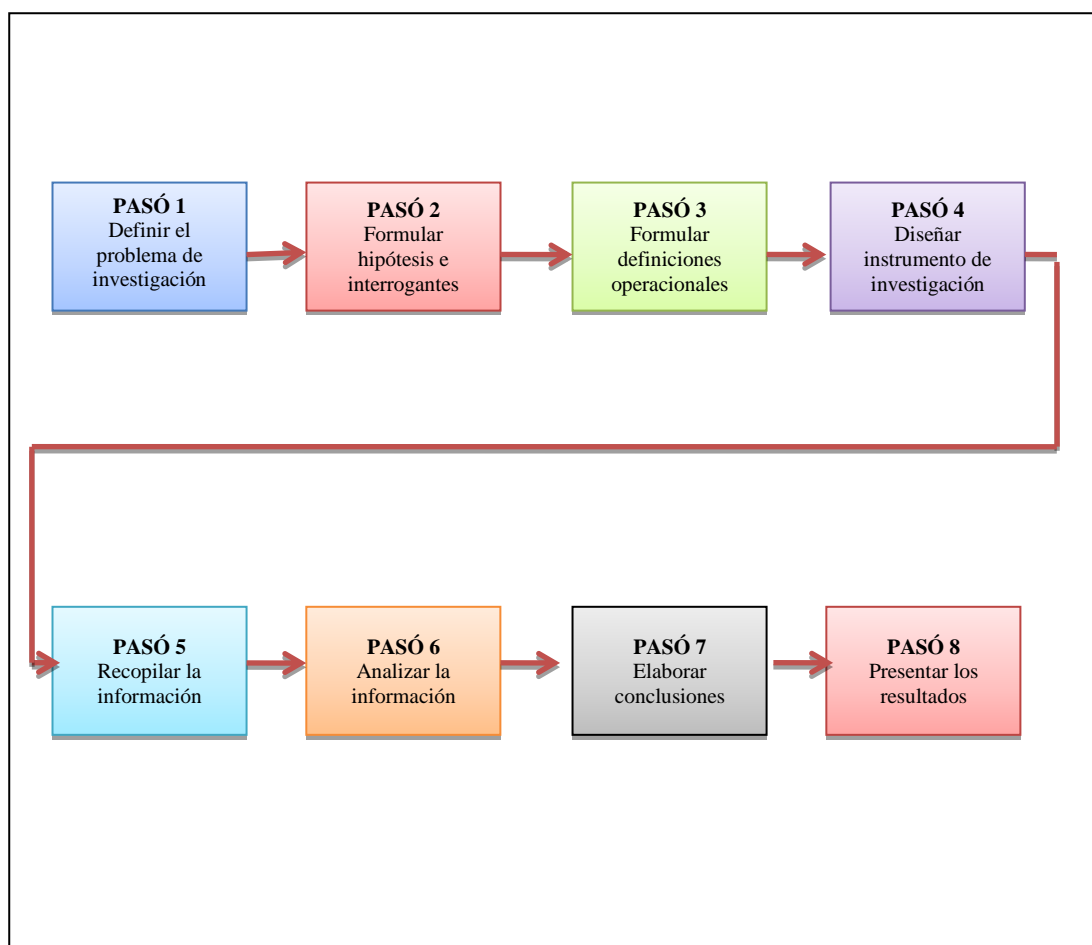 PASÓ 1
Definir el
problema de
investigación
PASÓ 2
Formular
hipótesis e
interrogantes
PASÓ 3
Formular
definiciones
operacionales
PASÓ 4
Diseñar
instrumento de
investigación
PASÓ 5
Recopilar la
información
PASÓ 6
Analizar la
información
PASÓ 7
Elaborar
conclusiones
PASÓ 8
Presentar los
resultados